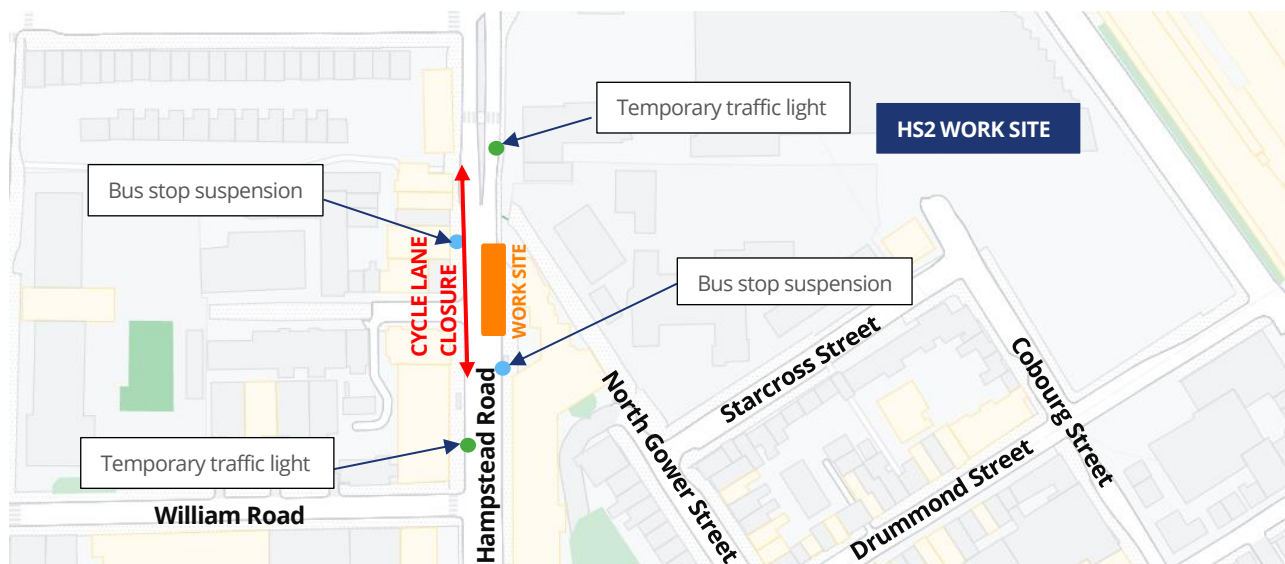 Temporary traffic light
HS2 WORK SITE
Bus stop suspension
CYCLE LANE
CLOSURE
WORK SITE
Bus stop suspension
Starcross Street
Cobourg Street
North Gower Street
Hampstead Road
Drummond Street
Temporary traffic light
William Road